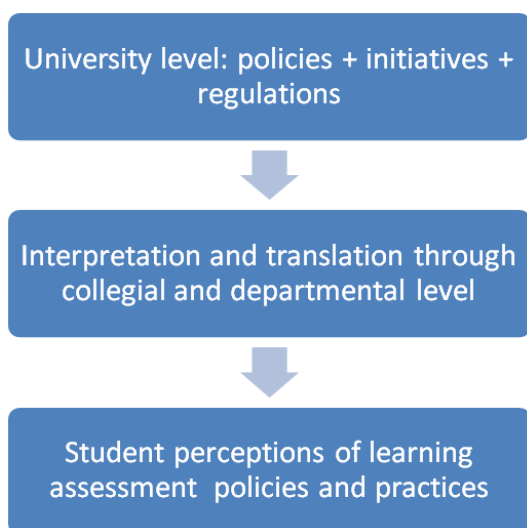 University level: policies + initiatives +
regulations
Interpretation and translation through
collegial and departmental level
Student perceptions of learning
assessment  policies and practices